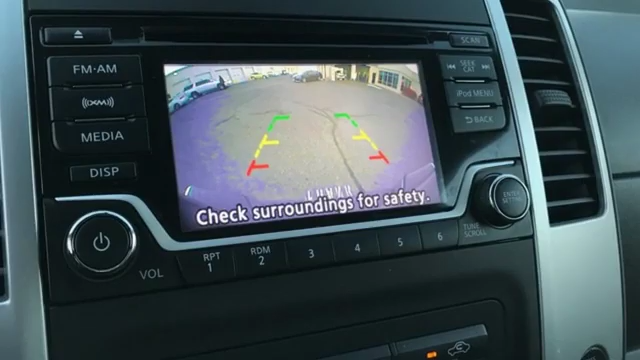 SCAN
FM·AM
SEEK
CAT
((XM))
iPod MENU
MEDIA
BACK
DISP
Check surroundings for safety.
ENTER
SETTING
TUNE
SCROLL
VOL
RPT
1
RDM
2
3
4
5
6